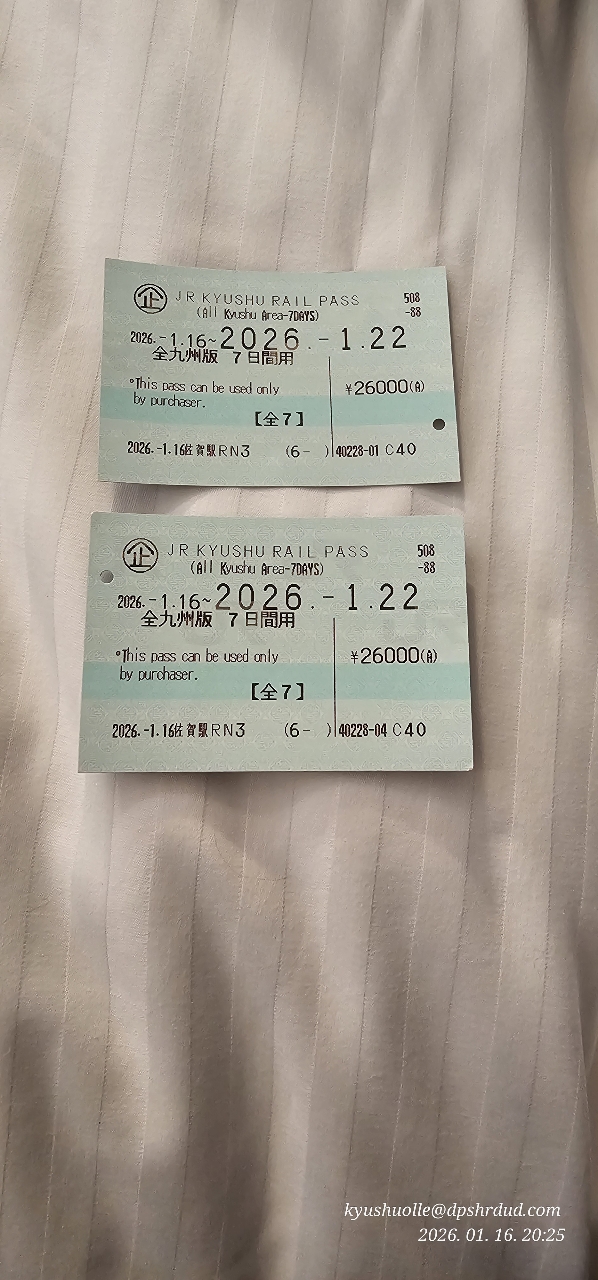 企 JR KYUSHU RAIL PASS 508
(All Kyushu Area-7DAYS) -88
2026.-1.16~2026.-1.22
全九州版 7日間用
°This pass can be used only ¥26000(A)
by purchaser.
【全7】
2026.-1.16佐賀駅RN3 (6- ) 40228-01 C40
企 JR KYUSHU RAIL PASS 508
(All Kyushu Area-7DAYS) -88
2026.-1.16~2026.-1.22
全九州版 7日間用
°This pass can be used only ¥26000(A)
by purchaser.
【全7】
2026.-1.16佐賀駅RN3 (6- ) 40228-04 C40
kyushuolle@dpshrdud.com
2026. 01. 16. 20:25